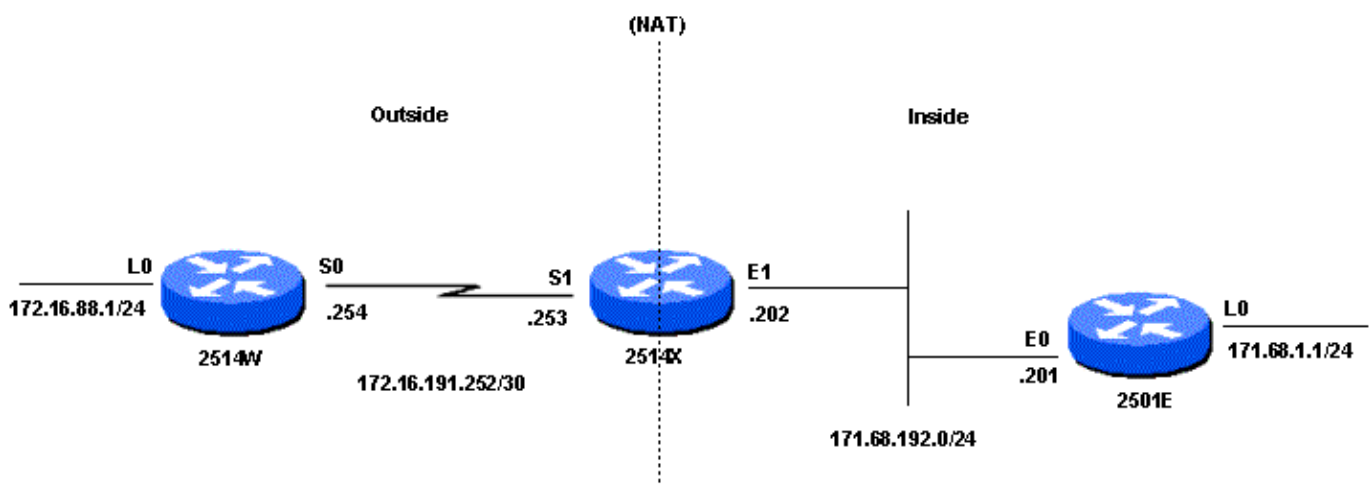 (NAT)
Outside
Inside
L0
S0
S1
E1
172.16.88.1/24
.254
.253
.202
E0
L0
2514W
2514X
.201
171.68.1.1/24
172.16.191.252/30
2501E
171.68.192.0/24